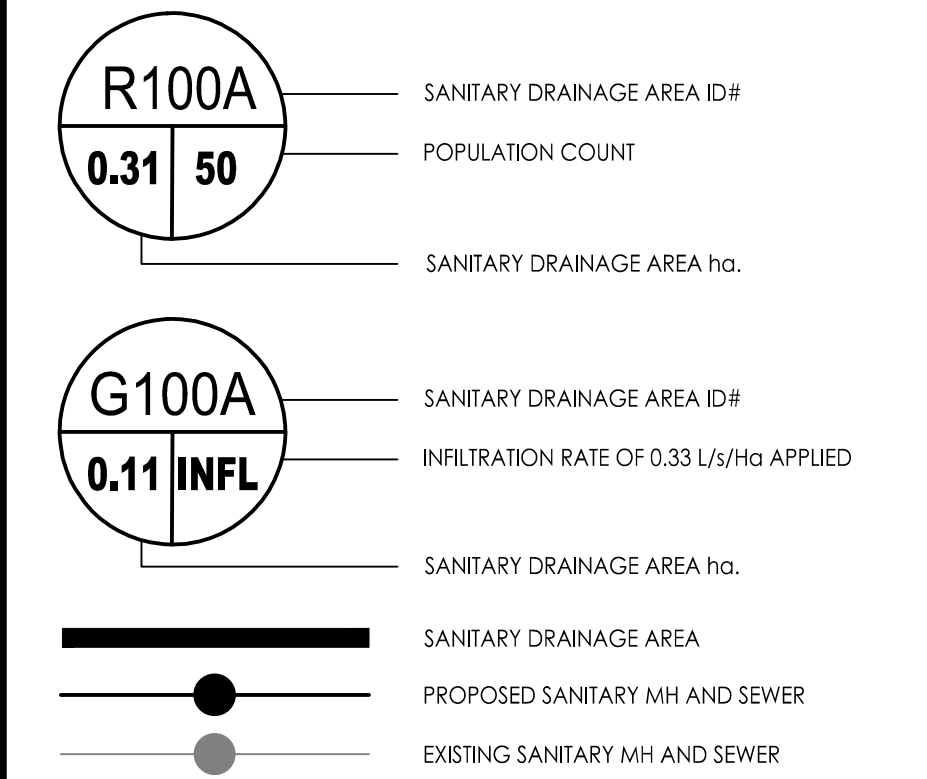 R100A
SANITARY DRAINAGE AREA ID#
0.31 50
POPULATION COUNT
SANITARY DRAINAGE AREA ha.
G100A
SANITARY DRAINAGE AREA ID#
0.11 INFL
INFILTRATION RATE OF 0.33 L/s/Ha APPLIED
SANITARY DRAINAGE AREA ha.
SANITARY DRAINAGE AREA
PROPOSED SANITARY MH AND SEWER
EXISTING SANITARY MH AND SEWER